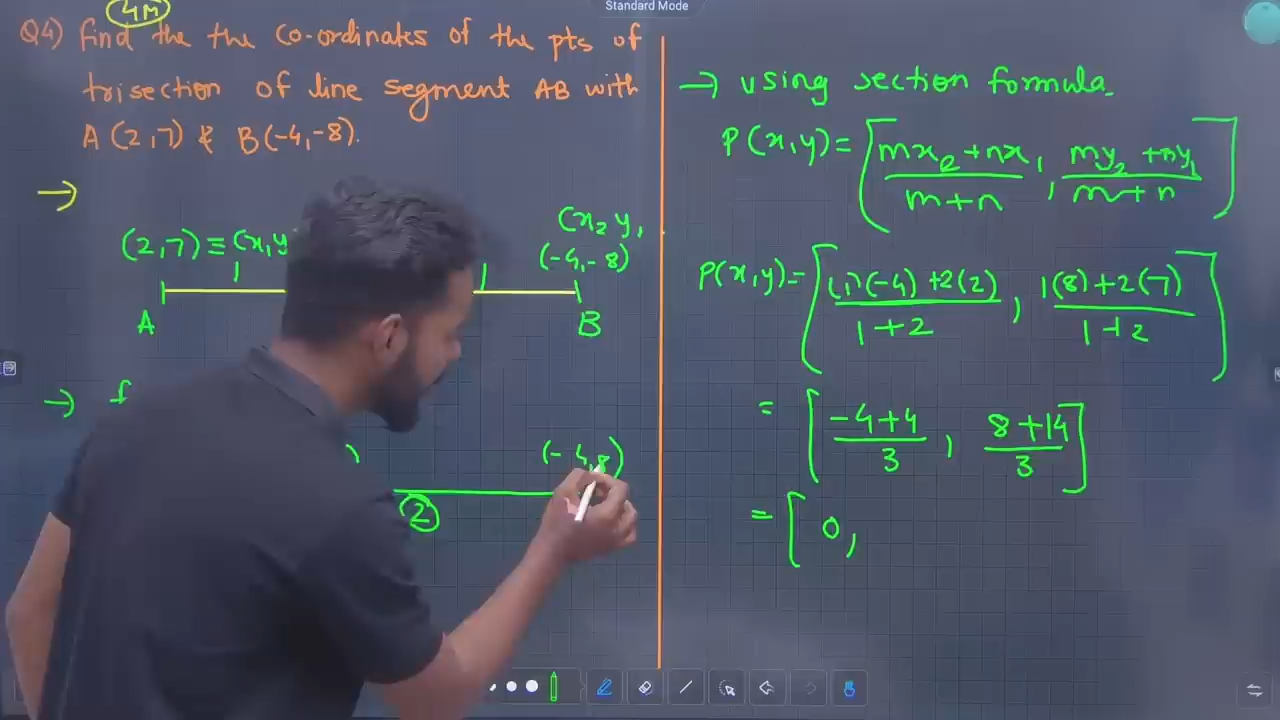 Standard Mode
4M
Q4) find the the co-ordinates of the pts of
trisection of line segment AB with
A (2,7) & B(-4,-8).
→
(2,7) ≡ (x,y
1
(x2 y,
(-4,-8)
A
B
→ f
)
(-4,8)
②
→ using section formula.
P(x,y)=[mx2+nx1/m+n, my2+ny1/m+n]
P(x,y)=[(1)(-4)+2(2)/1+2, 1(8)+2(7)/1+2]
= [-4+4/3, 8+14/3]
= [0,